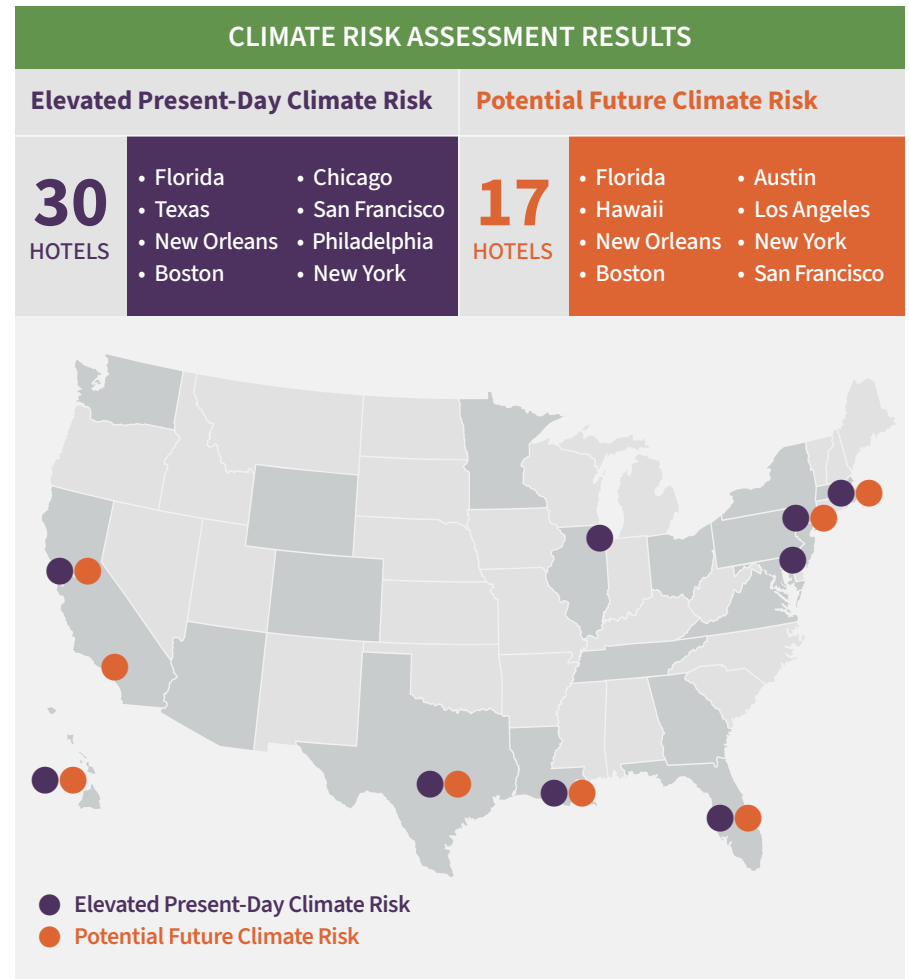 CLIMATE RISK ASSESSMENT RESULTS
Elevated Present-Day Climate Risk
Potential Future Climate Risk
30
HOTELS
• Florida
• Texas
• New Orleans
• Boston
• Chicago
• San Francisco
• Philadelphia
• New York
17
HOTELS
• Florida
• Hawaii
• New Orleans
• Boston
• Austin
• Los Angeles
• New York
• San Francisco
Elevated Present-Day Climate Risk
Potential Future Climate Risk